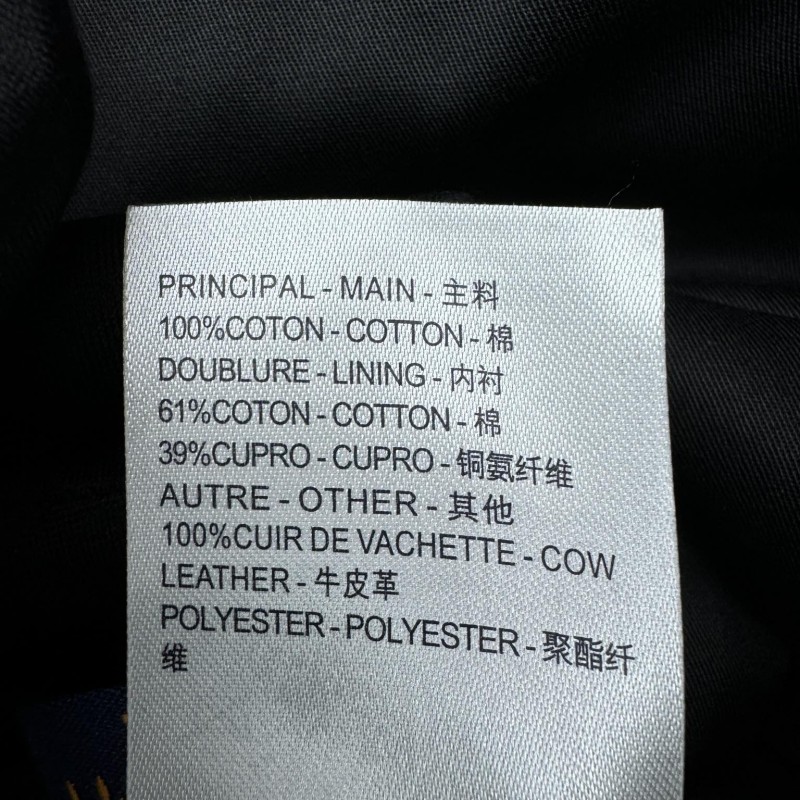 PRINCIPAL - MAIN - 主料
100%COTON - COTTON - 棉
DOUBLURE - LINING - 内衬
61%COTON - COTTON - 棉
39%CUPRO - CUPRO - 铜氨纤维
AUTRE - OTHER - 其他
100%CUIR DE VACHETTE - COW
LEATHER - 牛皮革
POLYESTER - POLYESTER - 聚酯纤
维